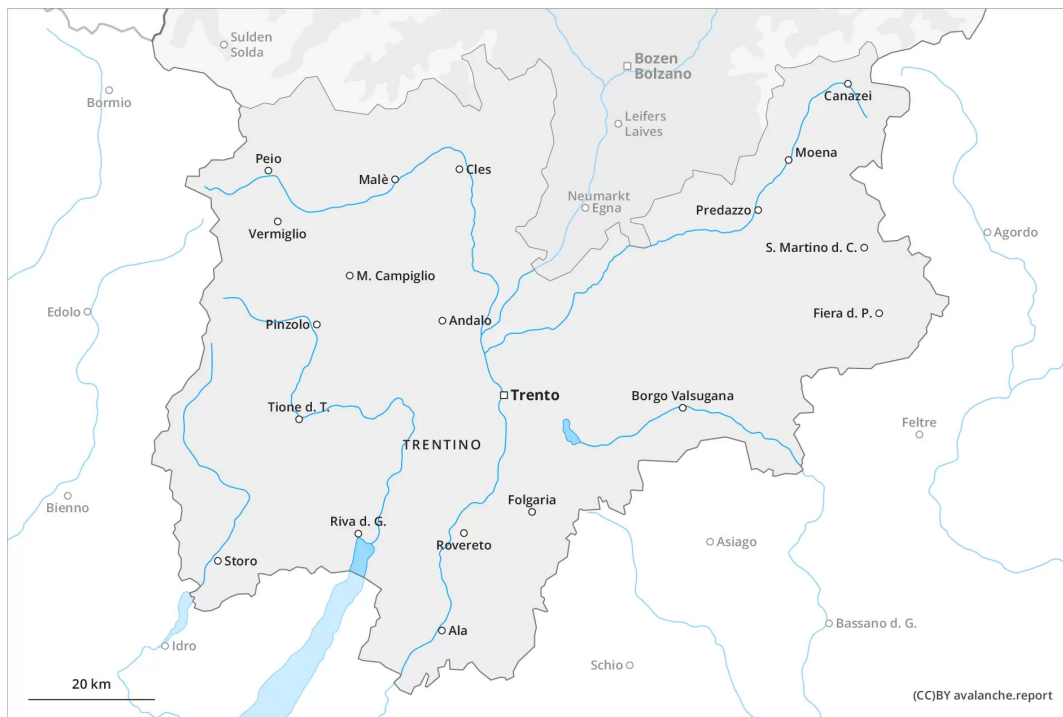 Sulden
Solda
Bozen
Bolzano
Bormio
Canazei
Leifers
Laives
Moena
Peio
Malè
Cles
Neumarkt
Egna
Predazzo
Vermiglio
Agordo
S. Martino d. C.
M. Campiglio
Edolo
Pinzolo
Andalo
Fiera d. P.
Trento
Borgo Valsugana
Tione d. T.
Feltre
TRENTINO
Bienno
Folgaria
Riva d. G.
Rovereto
Asiago
Storo
Ala
Bassano d. G.
Idro
Schio
20 km
(CC)BY avalanche.report